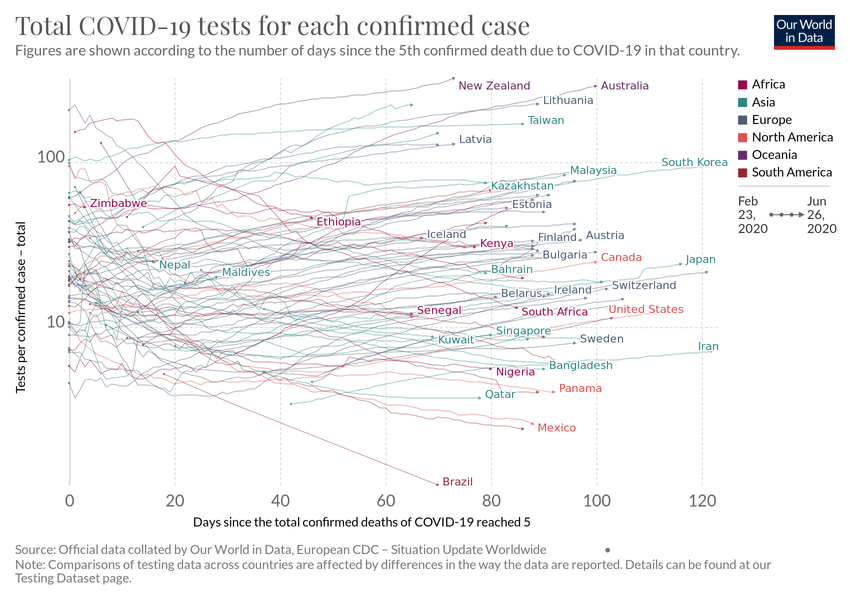 Total COVID-19 tests for each confirmed case
Figures are shown according to the number of days since the 5th confirmed death due to COVID-19 in that country.
Our World
in Data
New Zealand
Australia
Lithuania
Taiwan
Latvia
100
South Korea
Malaysia
Kazakhstan
Zimbabwe
Estonia
Ethiopia
Iceland
Finland
Austria
Kenya
Bulgaria
Canada
Japan
Nepal
Maldives
Bahrain
Switzerland
Belarus
Ireland
Senegal
South Africa
United States
10
Singapore
Kuwait
Sweden
Iran
Bangladesh
Nigeria
Panama
Qatar
Mexico
Brazil
Tests per confirmed case – total
0 20 40 60 80 100 120
Days since the total confirmed deaths of COVID-19 reached 5
Africa
Asia
Europe
North America
Oceania
South America
Feb
23,
2020
Jun
26,
2020
Source: Official data collated by Our World in Data, European CDC – Situation Update Worldwide
Note: Comparisons of testing data across countries are affected by differences in the way the data are reported. Details can be found at our
Testing Dataset page.